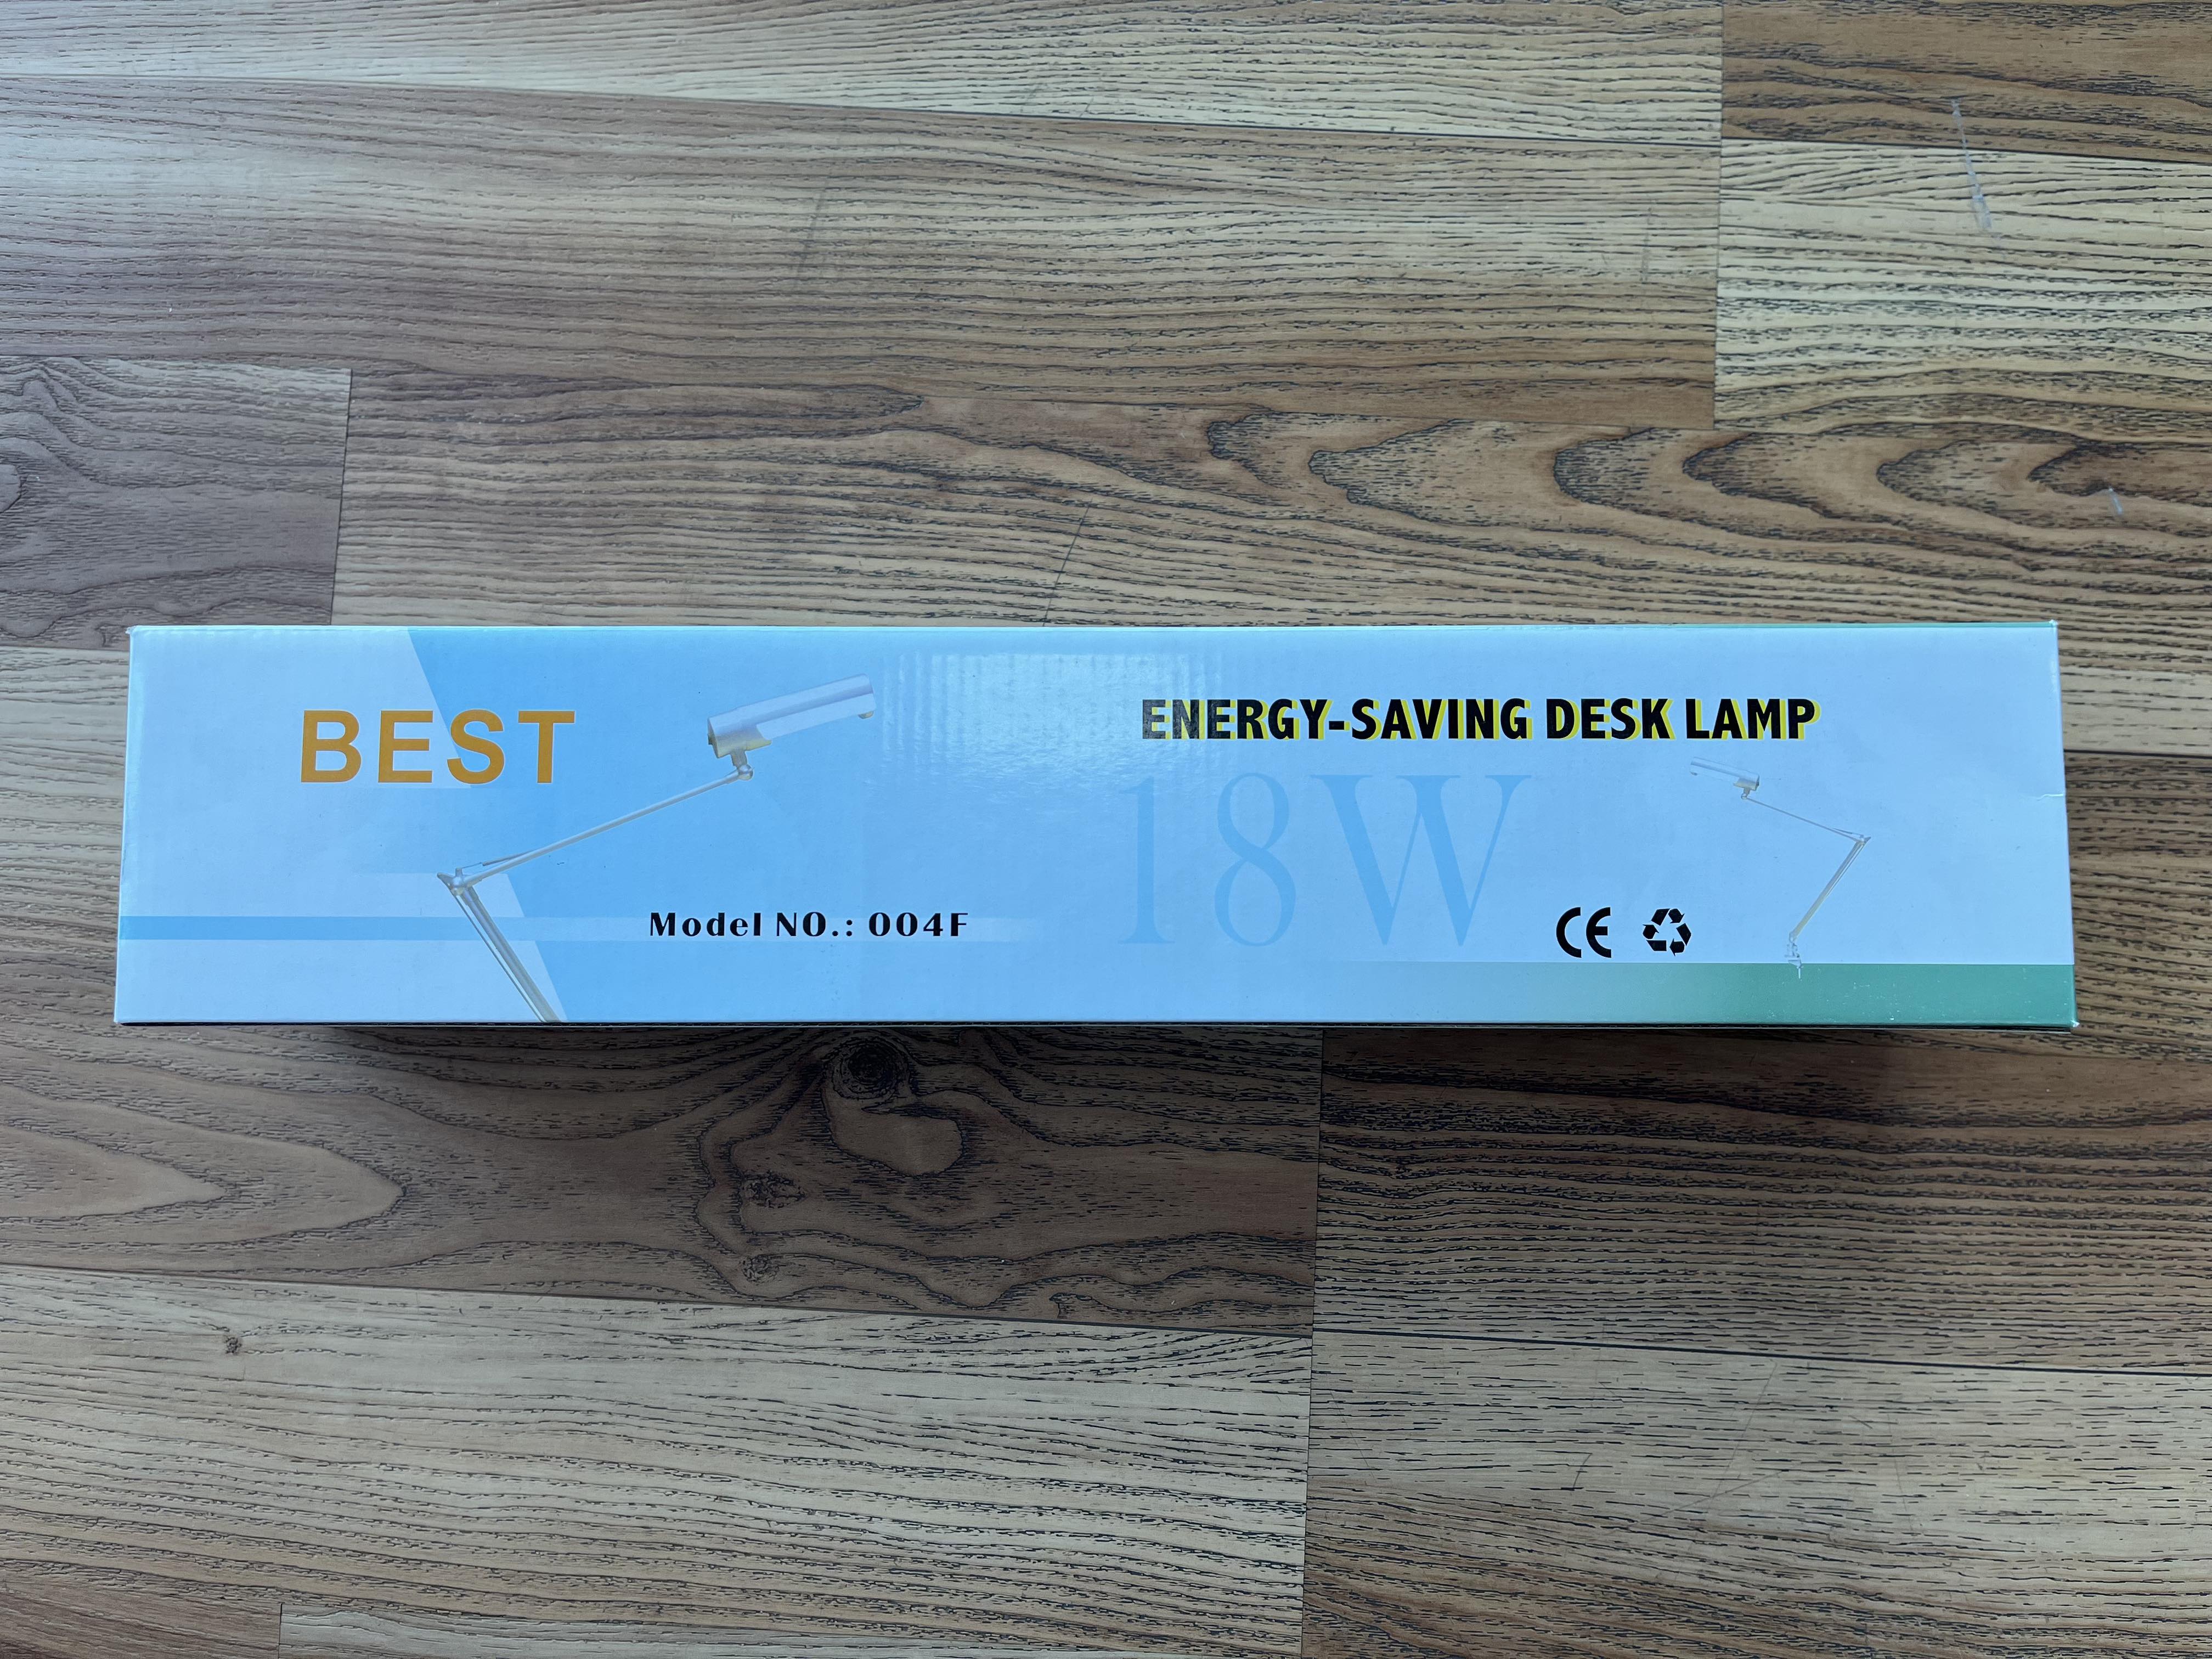 BEST
ENERGY-SAVING DESK LAMP
18W
Model NO.: 004F
CE